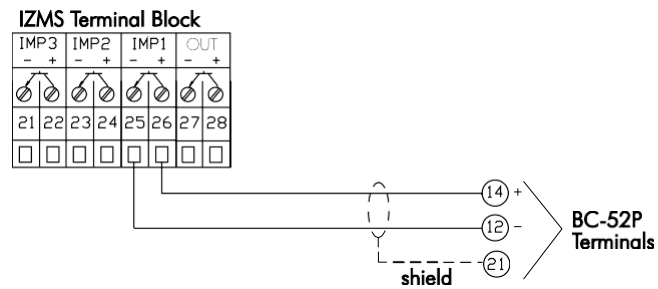 IZMS Terminal Block
IMP3 IMP2 IMP1 OUT
- + - + - + - +
21 22 23 24 25 26 27 28
14 +
12 -
21
shield
BC-52P
Terminals